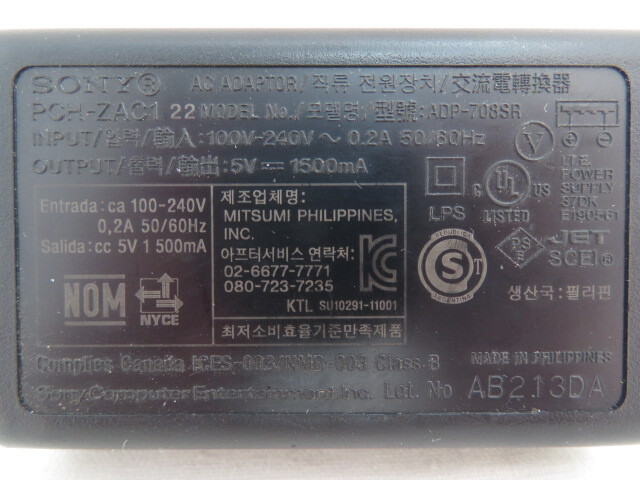 SONY® AC ADAPTOR/직류 전원장치/交流電轉換器
PCH-ZAC1 22 MODEL No./모델명/型號: ADP-708SR
INPUT/입력/輸入: 100V-240V ~ 0.2A 50/60Hz
OUTPUT/출력/輸出: 5V ⎓ 1500mA
Entrada: ca 100-240V
0,2A 50/60Hz
Salida: cc 5V 1 500mA
NOM
NYCE
제조업체명:
MITSUMI PHILIPPINES,
INC.
아프터서비스 연락처:
02-6677-7771
080-723-7235
KTL SU10291-11001
최저소비효율기준만족제품
V
LPS
C UL US
LISTED
I.T.E.
POWER
SUPPLY
E190561
REPUBLICA
S T
ARGENTINA
PS
E
JET
SCEI®
생산국: 필리핀
Complies Canada ICES-003/NMB-003 Class B
MADE IN PHILIPPINES
Sony Computer Entertainment Inc. Lot. No AB213DA